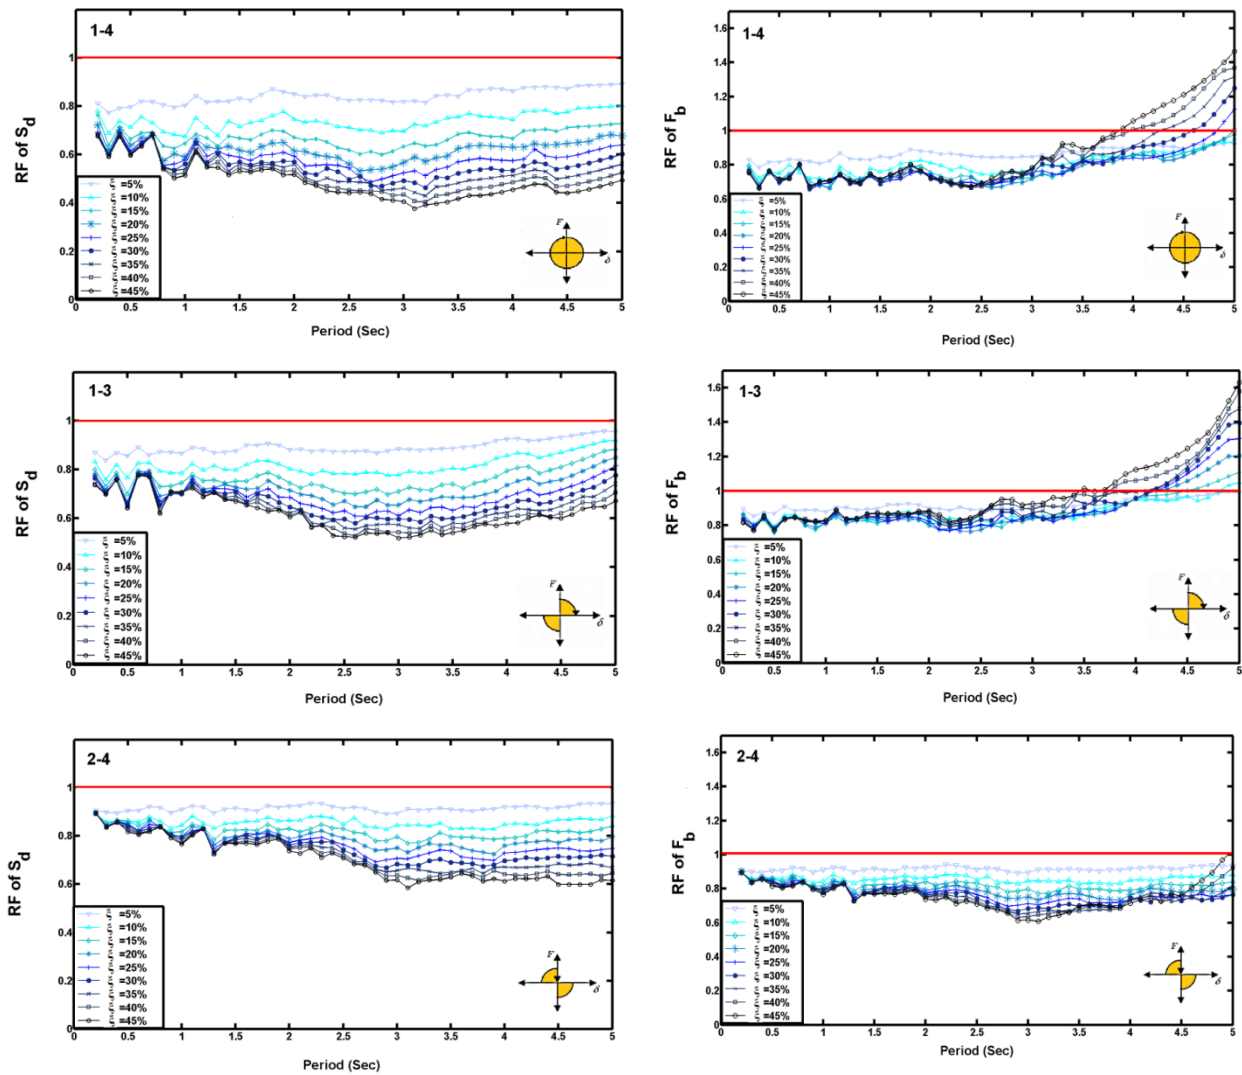 1-4
RF of S_d
1
0.8
0.6
0.4
0.2
0
ξ =5%
ξ =10%
ξ =15%
ξ =20%
ξ =25%
ξ =30%
ξ =35%
ξ =40%
ξ =45%
F
δ
0 0.5 1 1.5 2 2.5 3 3.5 4 4.5 5
Period (Sec)
1-4
RF of F_b
1.6
1.4
1.2
1
0.8
0.6
0.4
0.2
0
ξ =5%
ξ =10%
ξ =15%
ξ =20%
ξ =25%
ξ =30%
ξ =35%
ξ =40%
ξ =45%
F
δ
0 0.5 1 1.5 2 2.5 3 3.5 4 4.5 5
Period (Sec)
1-3
RF of S_d
1
0.8
0.6
0.4
0.2
0
ξ =5%
ξ =10%
ξ =15%
ξ =20%
ξ =25%
ξ =30%
ξ =35%
ξ =40%
ξ =45%
F
δ
0 0.5 1 1.5 2 2.5 3 3.5 4 4.5 5
Period (Sec)
1-3
RF of F_b
1.6
1.4
1.2
1
0.8
0.6
0.4
0.2
0
ξ =5%
ξ =10%
ξ =15%
ξ =20%
ξ =25%
ξ =30%
ξ =35%
ξ =40%
ξ =45%
F
δ
0 0.5 1 1.5 2 2.5 3 3.5 4 4.5 5
Period (Sec)
2-4
RF of S_d
1
0.8
0.6
0.4
0.2
0
ξ =5%
ξ =10%
ξ =15%
ξ =20%
ξ =25%
ξ =30%
ξ =35%
ξ =40%
ξ =45%
F
δ
0 0.5 1 1.5 2 2.5 3 3.5 4 4.5 5
Period (Sec)
2-4
RF of F_b
1.6
1.4
1.2
1
0.8
0.6
0.4
0.2
0
ξ =5%
ξ =10%
ξ =15%
ξ =20%
ξ =25%
ξ =30%
ξ =35%
ξ =40%
ξ =45%
F
δ
0 0.5 1 1.5 2 2.5 3 3.5 4 4.5 5
Period (Sec)